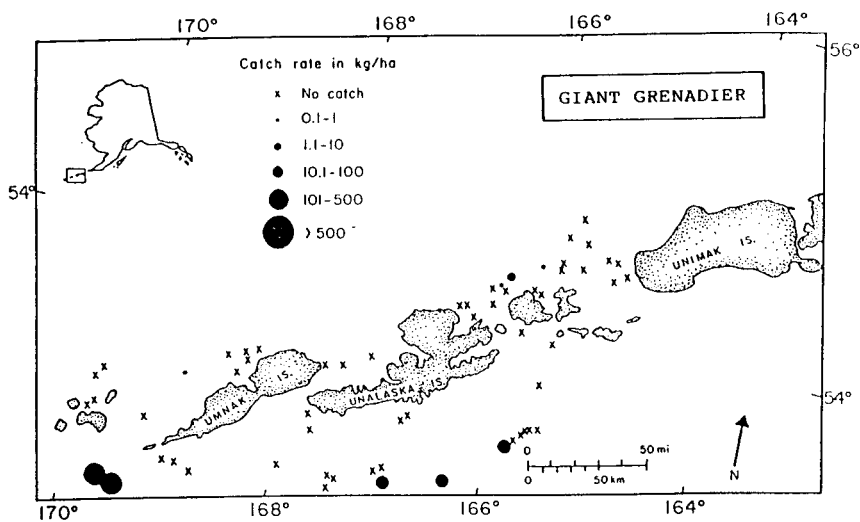 170° 168° 166° 164°
56°
Catch rate in kg/ha
GIANT GRENADIER
x No catch
0.1-1
1.1-10
10.1-100
54°
101-500
> 500
UNIMAK IS.
UMNAK IS.
UNALASKA IS.
54°
0 50 mi
0 50 km
N
170° 168° 166° 164°